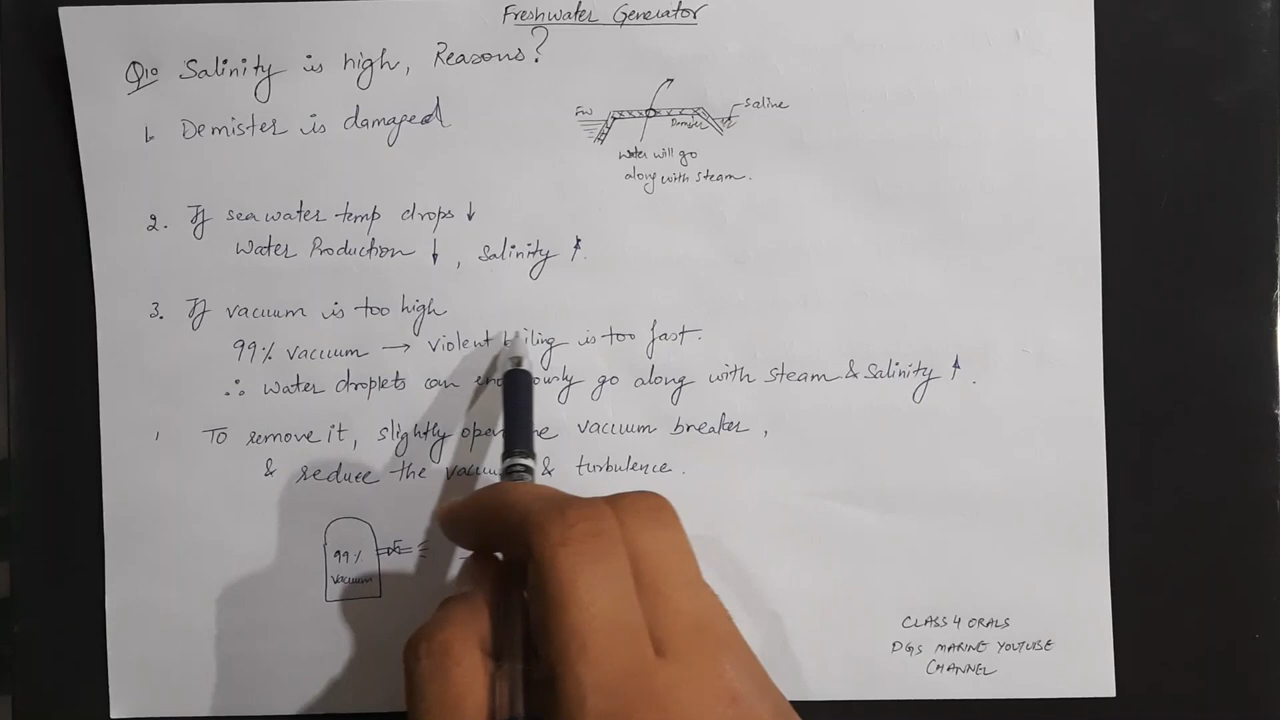 Freshwater Generator
Q10 Salinity is high, Reasons?
1. Demister is damaged
FW
saline
Demister
Water will go
along with steam.
2. If sea water temp drops ↓
Water Production ↓, Salinity ↑.
3. If vacuum is too high
99% vacuum → violent boiling is too fast.
∴ water droplets can go along with steam & salinity ↑.
To remove it, slightly open the vacuum breaker,
& reduce the vacuum & turbulence.
99%
vacuum
CLASS 4 ORALS
DGS MARINE YOUTUBE
CHANNEL